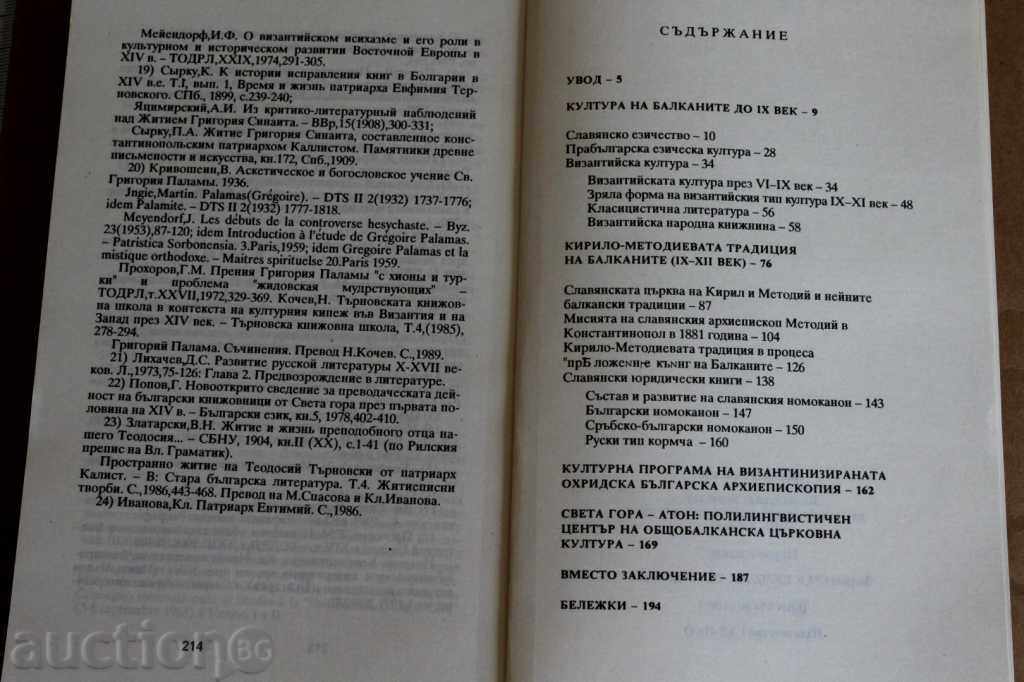 Мейендорф,И.Ф. О византийском исихазме и его роли в
культурном и историческом развитии Восточной Европы в
XIV в. – ТОДРЛ,XXIX,1974,291-305.
19) Сырку,К. К истории исправления книг в Болгарии в
XIV в.е. Т.I, вып. 1, Время и жизнь патриарха Евфимия Тер-
новского. СПб., 1899, с.239-240;
Яцимирский,А.И. Из критико-литературный наблюдений
над Житием Григория Синаита. – ВВр,15(1908),300-331;
Сырку,П.А. Житие Григория Синаита, составленное конс-
тантинопольским патриархом Каллистом. Памятники древне
письмености и искусства, кн.172, Спб.,1909.
20) Кривошеин,В. Аскетическое и богословское учение Св.
Григория Паламы. 1936.
Jngie,Martin. Palamas(Grégoire). – DTS II 2(1932) 1737-1776;
idem Palamite. – DTS II 2(1932) 1777-1818.
Meyendorf,J. Les débuts de la controverse hesychaste. – Byz.
23(1953),87-120; idem Introduction à l'étude de Grégoire Palamas.
– Patristica Sorbonensia. 3.Paris,1959; idem Gregoire Palamas et la
mistique orthodoxe. – Maitres spirituelse 20.Paris 1959.
Прохоров,Г.М. Прения Григория Паламы "с хионы и тур-
ки" и проблема "жидовская мудрствующих" –
ТОДРЛ,т.XXVII,1972,329-369. Кочев,Н. Търновската книжов-
на школа в контекста на културния кипеж във Византия и на
Запад през XIV век. – Търновска книжовна школа, Т.4,(1985),
278-294.
Григорий Палама. Съчинения. Превод Н.Кочев. С.,1989.
21) Лихачев,Д.С. Развитие русской литературы X-XVII ве-
ков. Л.,1973,75-126: Глава 2. Предвозрождение в литературе.
22) Попов,Г. Новооткрито сведение за преводаческата дей-
ност на български книжовници от Света гора през първата по-
ловина на XIV в. – Български език, кн.5, 1978,402-410.
23) Златарски,В.Н. Житие и жизнь преподобного отца на-
шего Теодосия... – СБНУ, 1904, кн.II (XX), с.1-41 (по Рилския
препис на Вл. Граматик).
Пространно житие на Теодосий Търновски от патриарх
Калист. – В: Стара българска литература. Т.4. Житиеписни
творби. С.,1986,443-468. Превод на М.Спасова и Кл.Иванова.
24) Иванова,Кл. Патриарх Евтимий. С.,1986.
214
СЪДЪРЖАНИЕ
УВОД – 5
КУЛТУРА НА БАЛКАНИТЕ ДО IX ВЕК – 9
Славянско езичество – 10
Прабългарска езическа култура – 28
Византийска култура – 34
Византийската култура през VI–IX век – 34
Зряла форма на византийския тип култура IX–XI век – 48
Класицистична литература – 56
Византийска народна книжнина – 58
КИРИЛО-МЕТОДИЕВАТА ТРАДИЦИЯ
НА БАЛКАНИТЕ (IX–XII ВЕК) – 76
Славянската църква на Кирил и Методий и нейните
балкански традиции – 87
Мисията на славянския архиепископ Методий в
Константинопол в 1881 година – 104
Кирило-Методиевата традиция в процеса
на Балканите – 126
Славянски юридически книги – 138
Състав и развитие на славянския номоканон – 143
Български номоканон – 147
Сръбско-български номоканон – 150
Руски тип кормча – 160
КУЛТУРНА ПРОГРАМА НА ВИЗАНТИНИЗИРАНАТА
ОХРИДСКА БЪЛГАРСКА АРХИЕПИСКОПИЯ – 162
СВЕТА ГОРА – АТОН: ПОЛИЛИНГВИСТИЧЕН
ЦЕНТЪР НА ОБЩОБАЛКАНСКА ЦЪРКОВНА
КУЛТУРА – 169
ВМЕСТО ЗАКЛЮЧЕНИЕ – 187
БЕЛЕЖКИ – 194
auctionBG